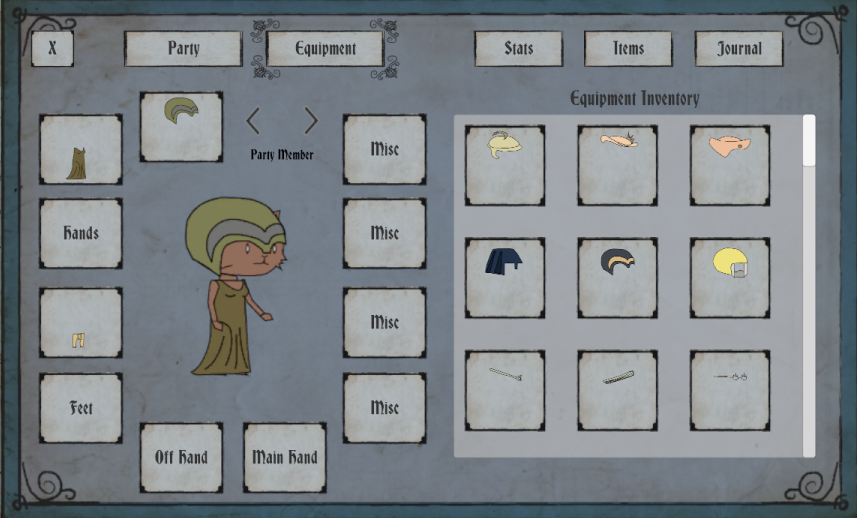 X
Party
Equipment
Stats
Items
Journal
Equipment Inventory
Party Member
Misc
Hands
Misc
Misc
Feet
Misc
Off Hand
Main Hand